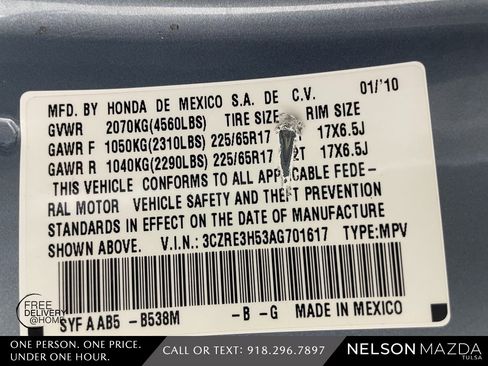 01/'10
MFD. BY HONDA DE MEXICO S.A. DE C.V.
GVWR 2070KG(4560LBS) TIRE SIZE RIM SIZE
GAWR F 1050KG(2310LBS) 225/65R17 2T 17X6.5J
GAWR R 1040KG(2290LBS) 225/65R17 2T 17X6.5J
THIS VEHICLE CONFORMS TO ALL APPLICABLE FEDE-
RAL MOTOR VEHICLE SAFETY AND THEFT PREVENTION
STANDARDS IN EFFECT ON THE DATE OF MANUFACTURE
SHOWN ABOVE. V.I.N.: 3CZRE3H53AG701617 TYPE:MPV
SYF A AB5 -B538M -B -G MADE IN MEXICO
FREE
DELIVERY
@HOME
ONE PERSON. ONE PRICE.
UNDER ONE HOUR.
CALL OR TEXT: 918.296.7897
NELSON MAZDA
TULSA